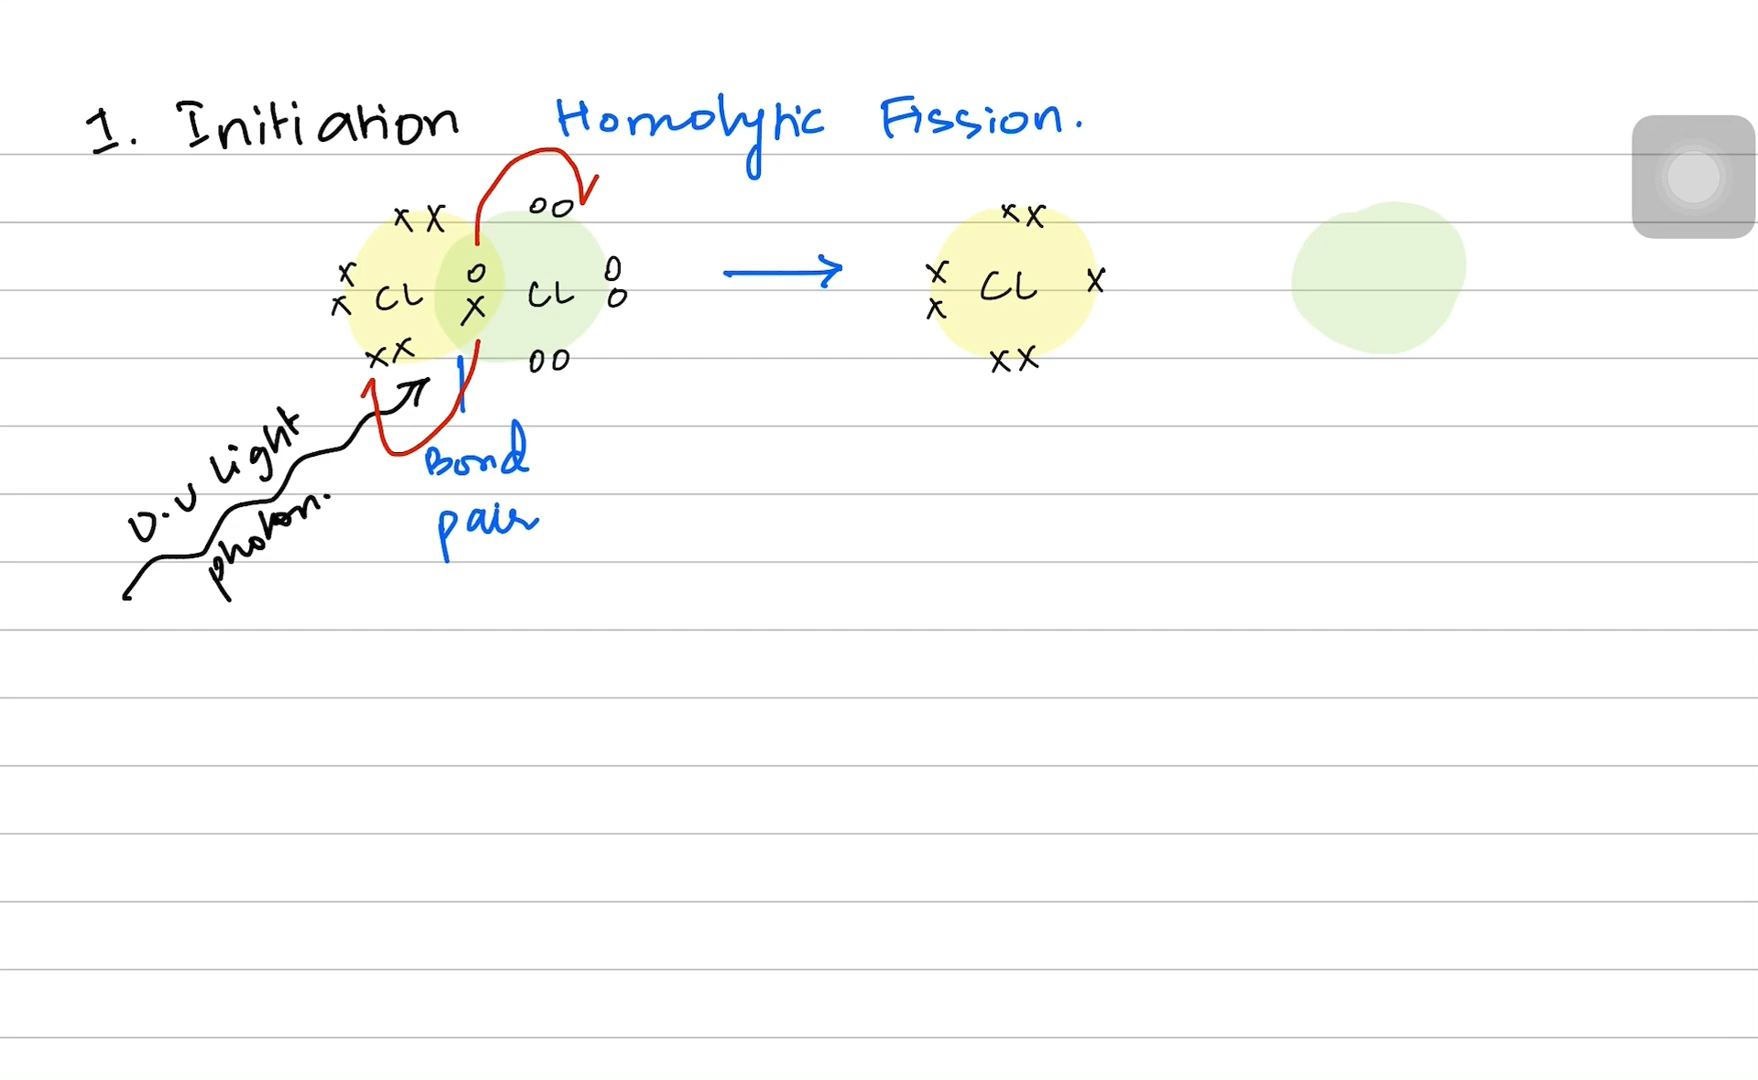 1. Initiation Homolytic Fission.
xx oo xx
x CL o CL o x CL x
x x o x
xx oo xx
U.V Light
photon.
Bond
pair